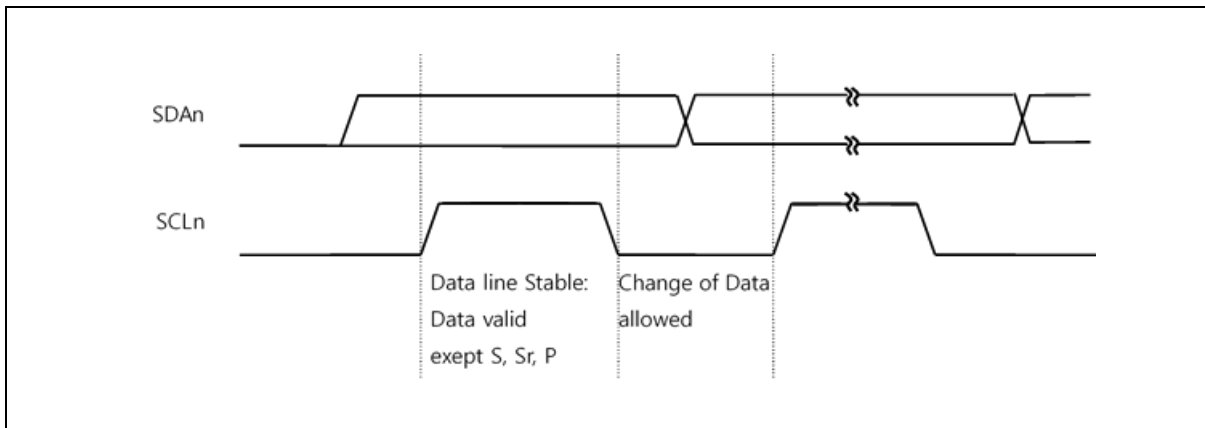 SDAn
SCLn
Data line Stable:
Data valid
exept S, Sr, P
Change of Data
allowed